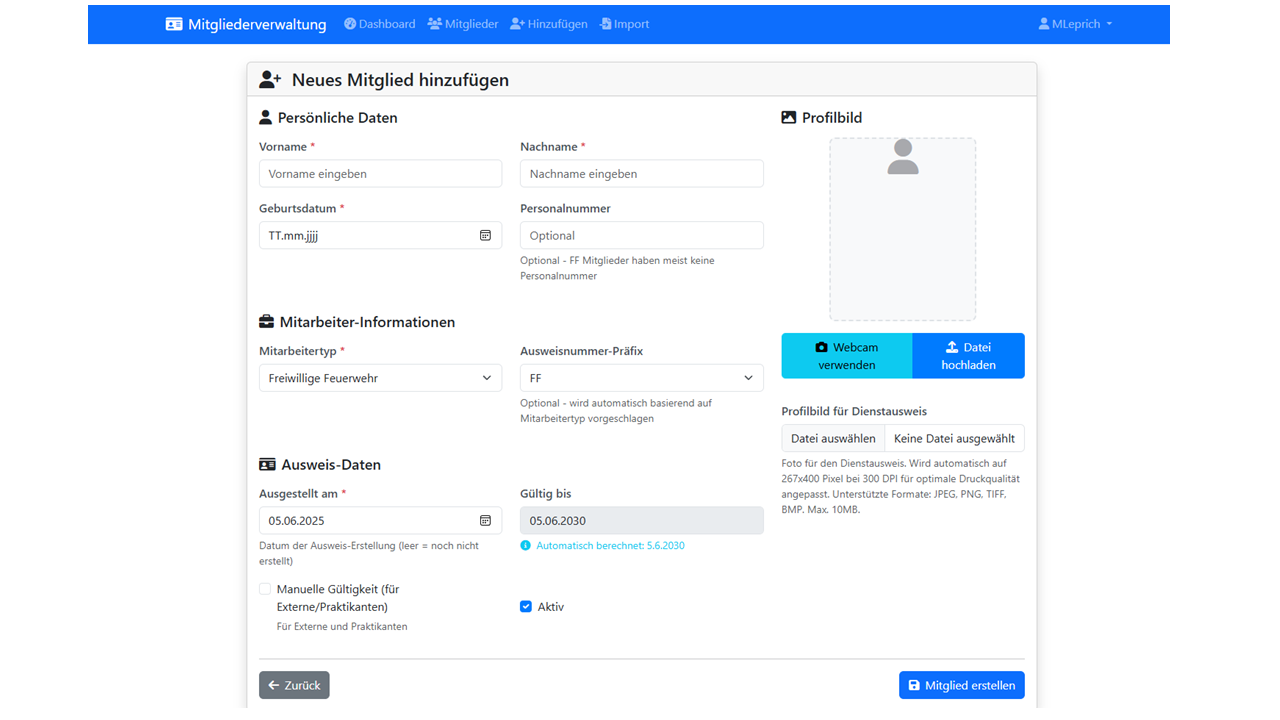 Mitgliederverwaltung Dashboard Mitglieder Hinzufügen Import MLeprich
Neues Mitglied hinzufügen
Persönliche Daten
Vorname *
Vorname eingeben
Nachname *
Nachname eingeben
Geburtsdatum *
TT.mm.jjjj
Personalnummer
Optional
Optional - FF Mitglieder haben meist keine
Personalnummer
Mitarbeiter-Informationen
Mitarbeitertyp *
Freiwillige Feuerwehr
Ausweisnummer-Präfix
FF
Optional - wird automatisch basierend auf
Mitarbeitertyp vorgeschlagen
Ausweis-Daten
Ausgestellt am *
05.06.2025
Datum der Ausweis-Erstellung (leer = noch nicht
erstellt)
Gültig bis
05.06.2030
Automatisch berechnet: 5.6.2030
Manuelle Gültigkeit (für
Externe/Praktikanten)
Für Externe und Praktikanten
Aktiv
Profilbild
Webcam
verwenden
Datei
hochladen
Profilbild für Dienstausweis
Datei auswählen Keine Datei ausgewählt
Foto für den Dienstausweis. Wird automatisch auf
267x400 Pixel bei 300 DPI für optimale Druckqualität
angepasst. Unterstützte Formate: JPEG, PNG, TIFF,
BMP. Max. 10MB.
Zurück
Mitglied erstellen